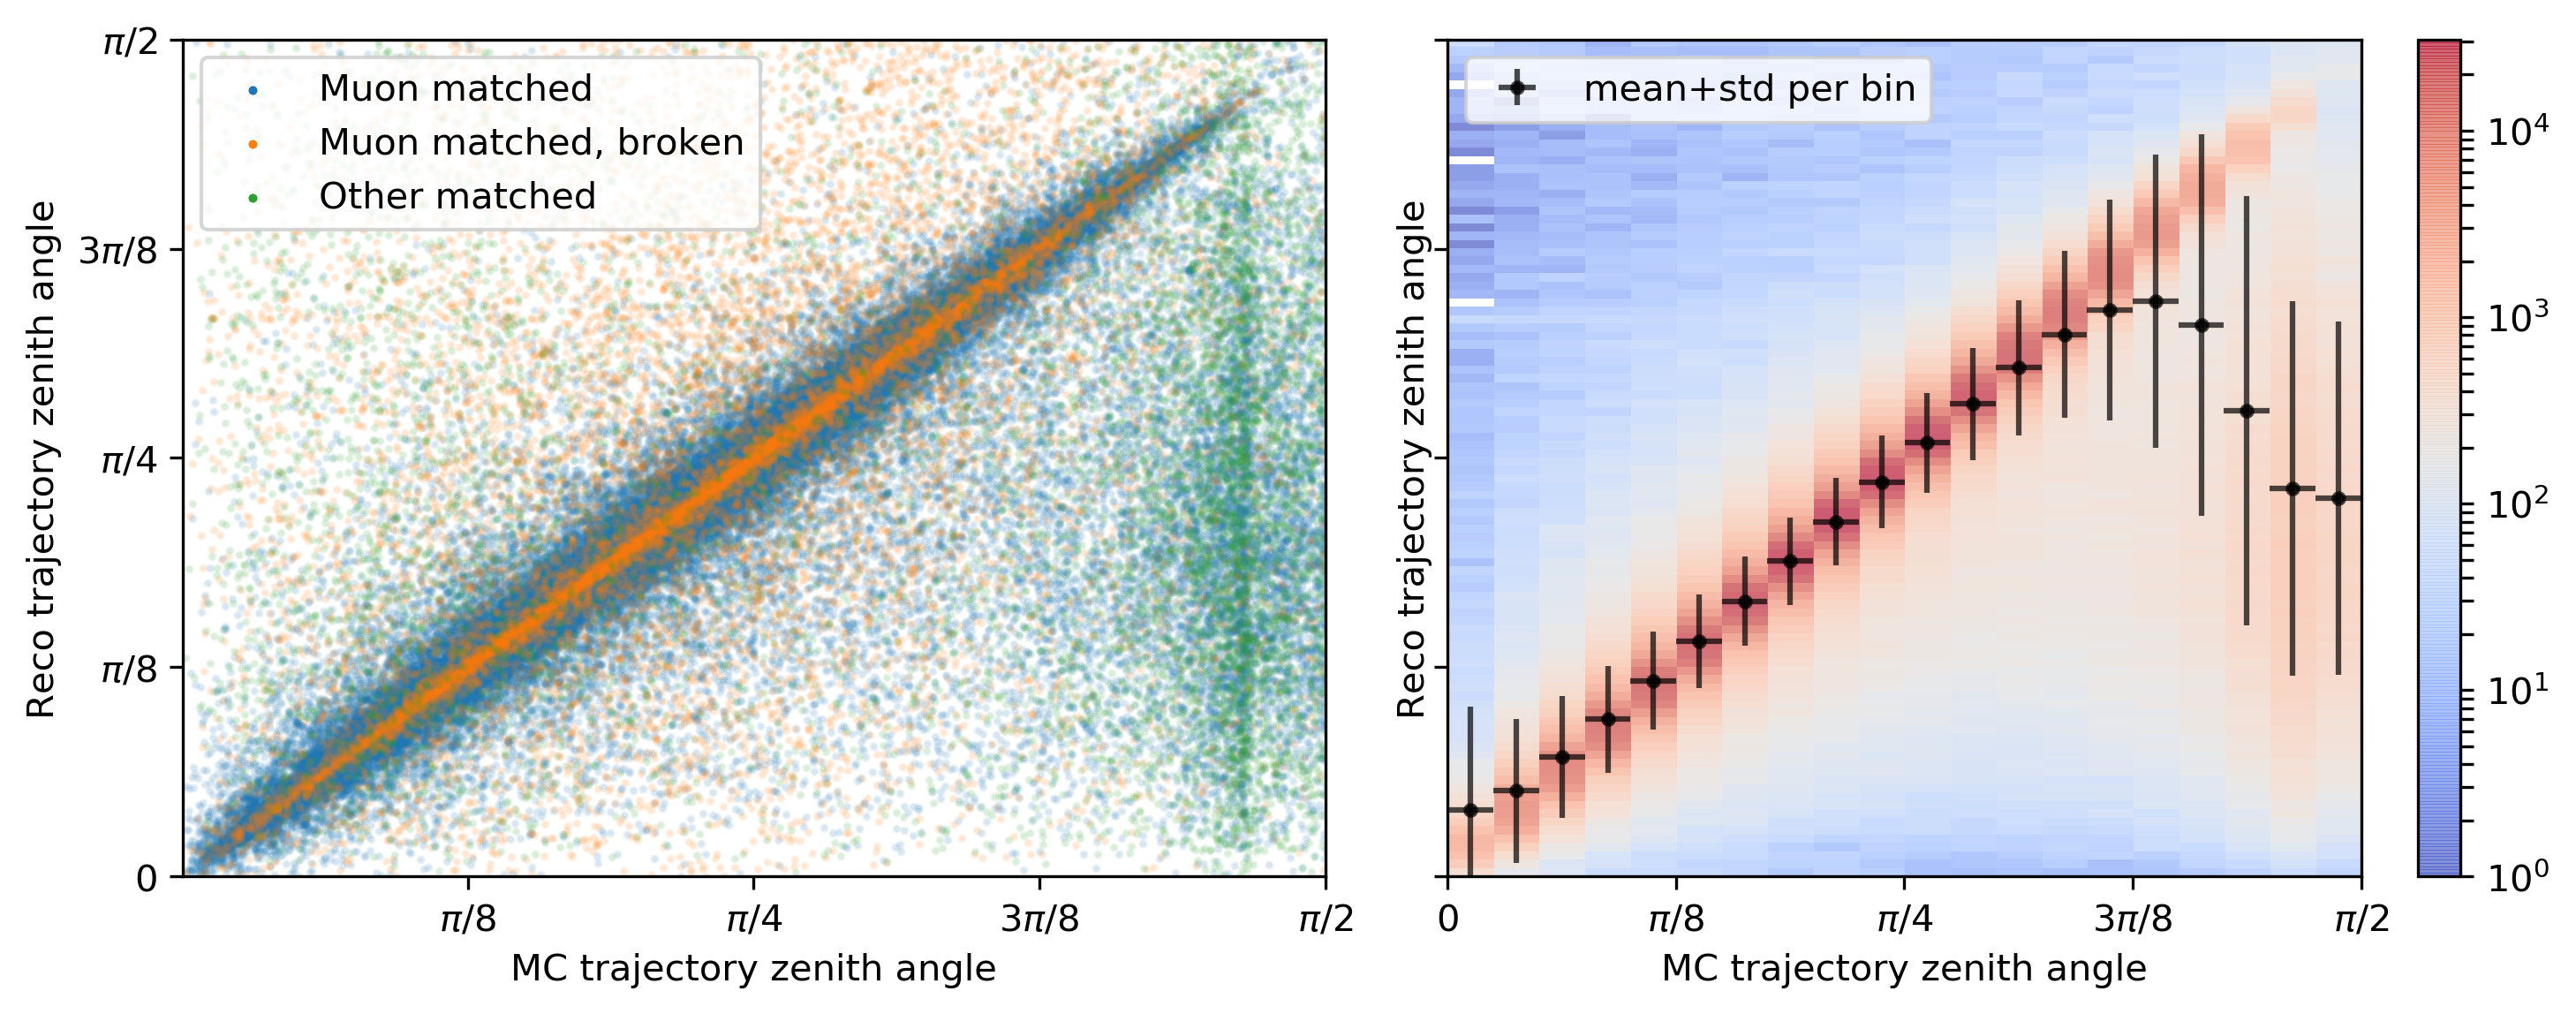 π/2
3π/8
π/4
π/8
0
Reco trajectory zenith angle
Muon matched
Muon matched, broken
Other matched
π/8 π/4 3π/8 π/2
MC trajectory zenith angle
Reco trajectory zenith angle
mean+std per bin
0 π/8 π/4 3π/8 π/2
MC trajectory zenith angle
10⁴
10³
10²
10¹
10⁰